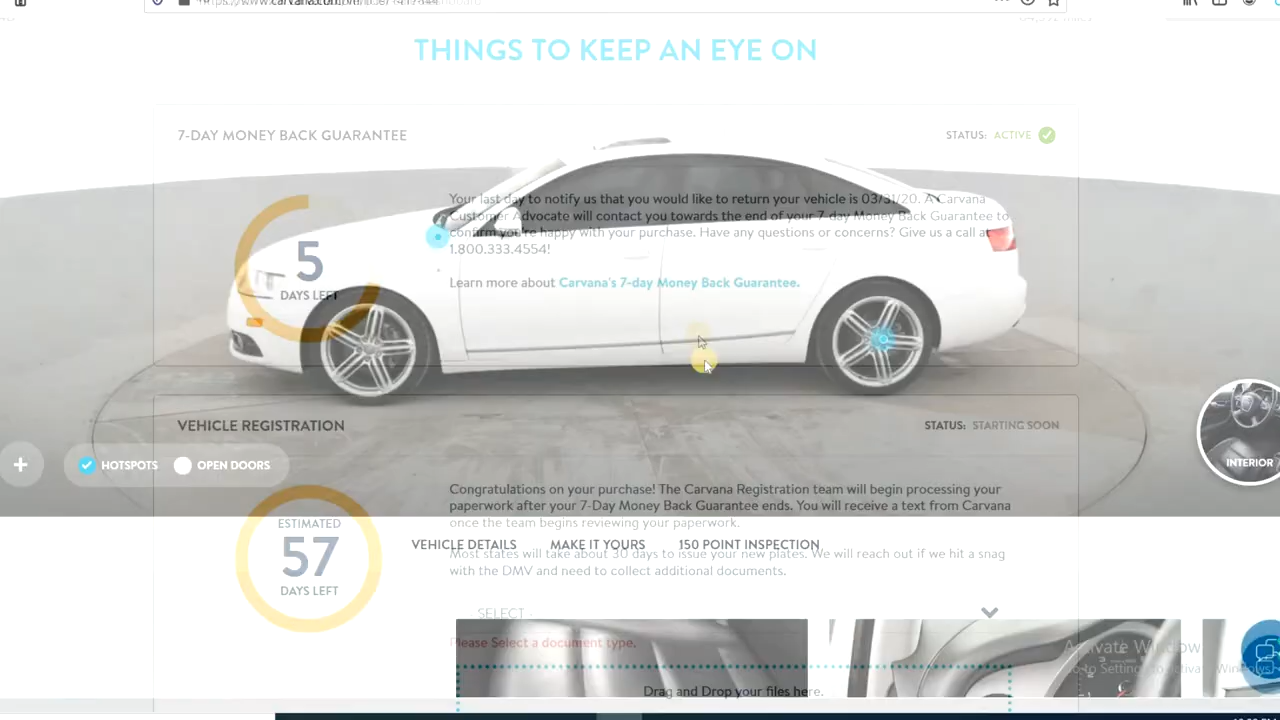 THINGS TO KEEP AN EYE ON
7-DAY MONEY BACK GUARANTEE
STATUS: ACTIVE
5
DAYS LEFT
Your last day to notify us that you would like to return your vehicle is 03/31/20. A Carvana
Customer Advocate will contact you towards the end of your 7-day Money Back Guarantee to
confirm you're happy with your purchase. Have any questions or concerns? Give us a call at
1.800.333.4554!
Learn more about Carvana's 7-day Money Back Guarantee.
VEHICLE REGISTRATION
STATUS: STARTING SOON
HOTSPOTS
OPEN DOORS
INTERIOR
ESTIMATED
57
DAYS LEFT
Congratulations on your purchase! The Carvana Registration team will begin processing your
paperwork after your 7-Day Money Back Guarantee ends. You will receive a text from Carvana
once the team begins reviewing your paperwork.
VEHICLE DETAILS
MAKE IT YOURS
150 POINT INSPECTION
Most states will take about 30 days to issue your new plates. We will reach out if we hit a snag
with the DMV and need to collect additional documents.
- SELECT -
Please Select a document type.
Drag and Drop your files here.
Activate Window
Go to Settings to activa Windows